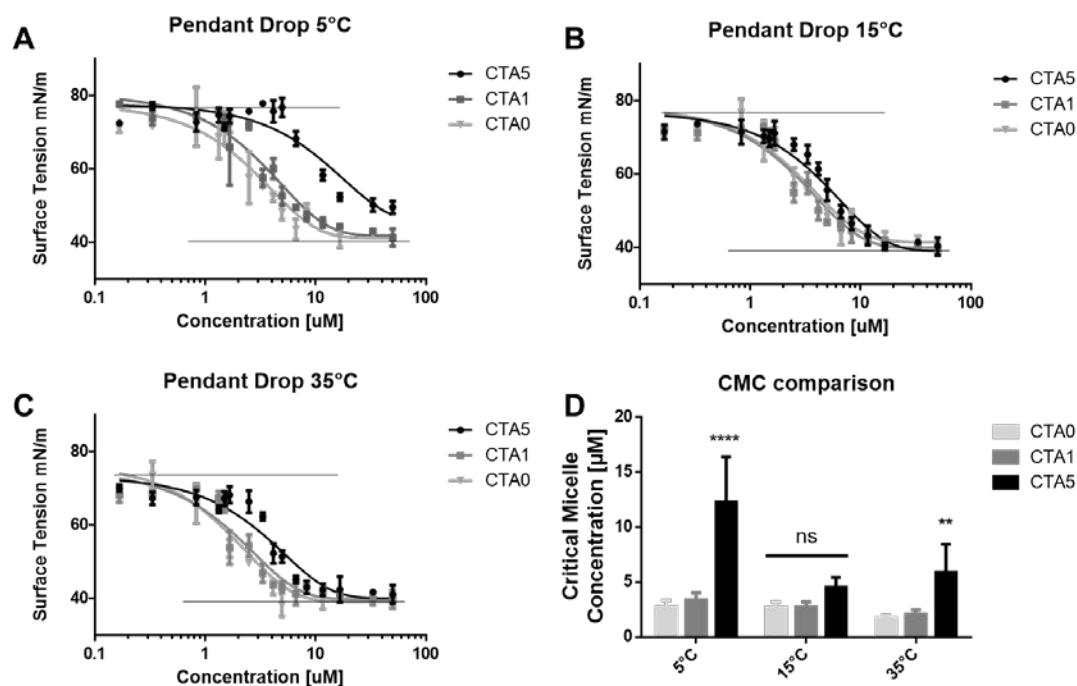 A
Pendant Drop 5°C
Surface Tension mN/m
80
60
40
0.1
1
10
100
Concentration [uM]
CTA5
CTA1
CTA0
B
Pendant Drop 15°C
Surface Tension mN/m
80
60
40
0.1
1
10
100
Concentration [uM]
CTA5
CTA1
CTA0
C
Pendant Drop 35°C
Surface Tension mN/m
80
60
40
0.1
1
10
100
Concentration [uM]
CTA5
CTA1
CTA0
D
CMC comparison
Critical Micelle
Concentration [µM]
20
15
10
5
0
****
ns
**
5°C
15°C
35°C
CTA0
CTA1
CTA5